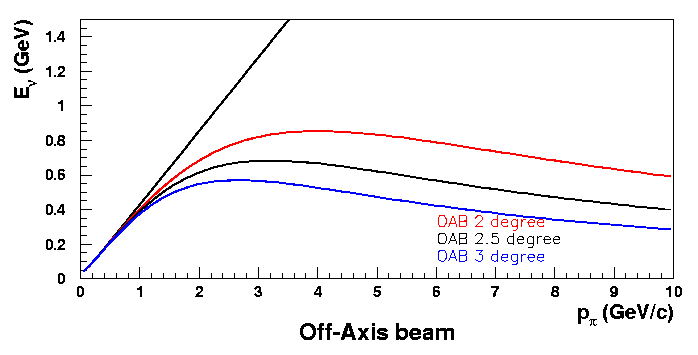 E_ν (GeV)
1.4
1.2
1
0.8
0.6
0.4
0.2
0
OAB 2 degree
OAB 2.5 degree
OAB 3 degree
0 1 2 3 4 5 6 7 8 9 10
p_π (GeV/c)
Off-Axis beam